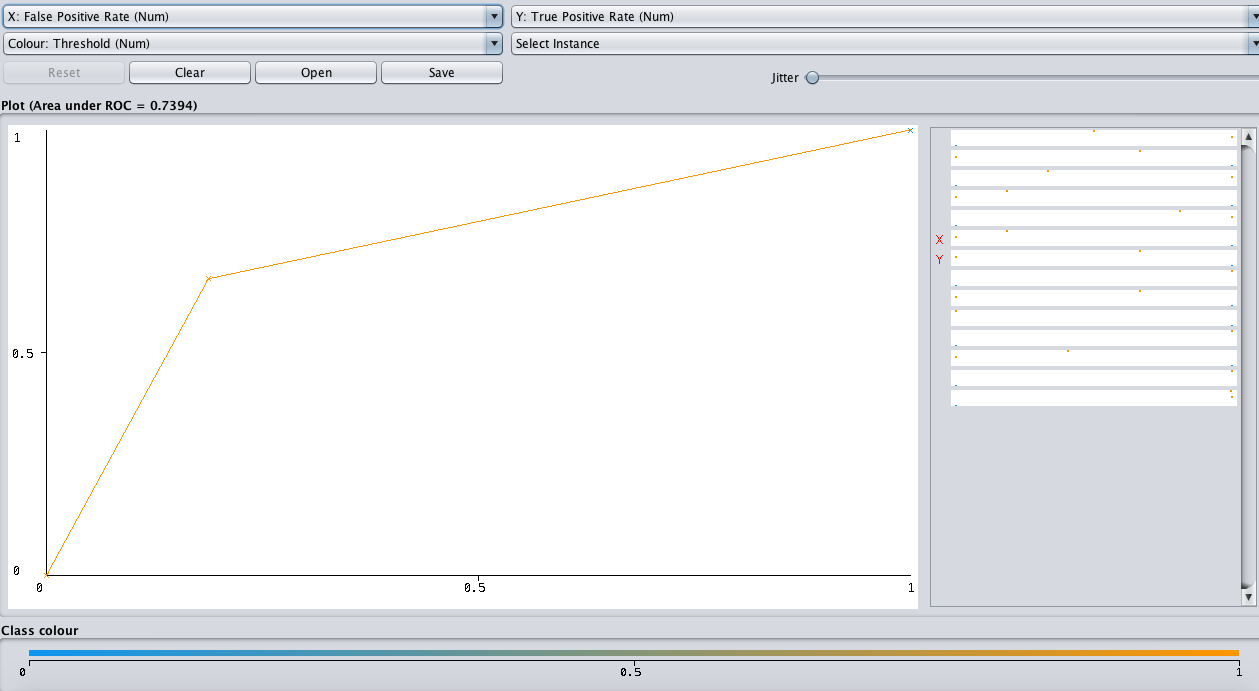 X: False Positive Rate (Num)
Y: True Positive Rate (Num)
Colour: Threshold (Num)
Select Instance
Reset
Clear
Open
Save
Jitter
Plot (Area under ROC = 0.7394)
1
0.5
0
0
0.5
1
X
Y
Class colour
0
0.5
1